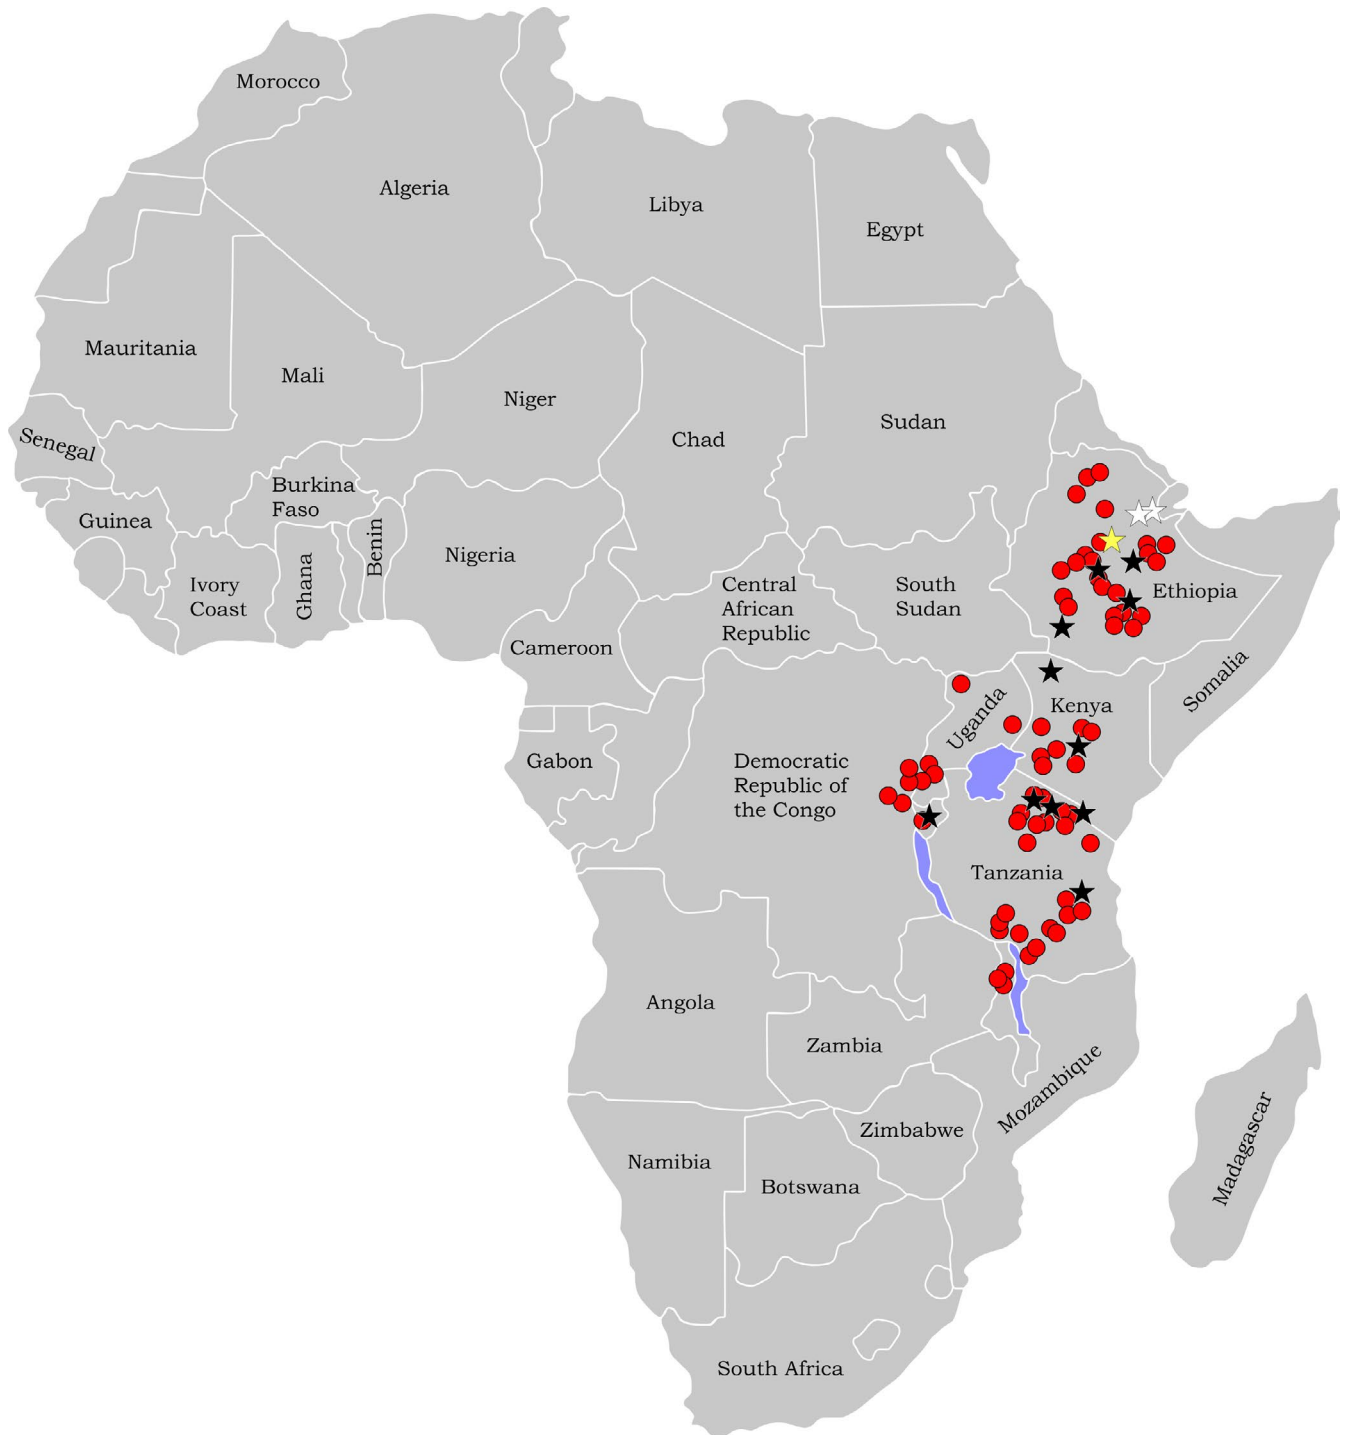 Morocco
Algeria
Libya
Egypt
Mauritania
Mali
Niger
Chad
Sudan
Senegal
Burkina
Faso
Guinea
Benin
Nigeria
Ivory
Coast
Ghana
Central
African
Republic
South
Sudan
Ethiopia
Cameroon
Somalia
Uganda
Kenya
Gabon
Democratic
Republic of
the Congo
Tanzania
Angola
Zambia
Mozambique
Zimbabwe
Madagascar
Namibia
Botswana
South Africa